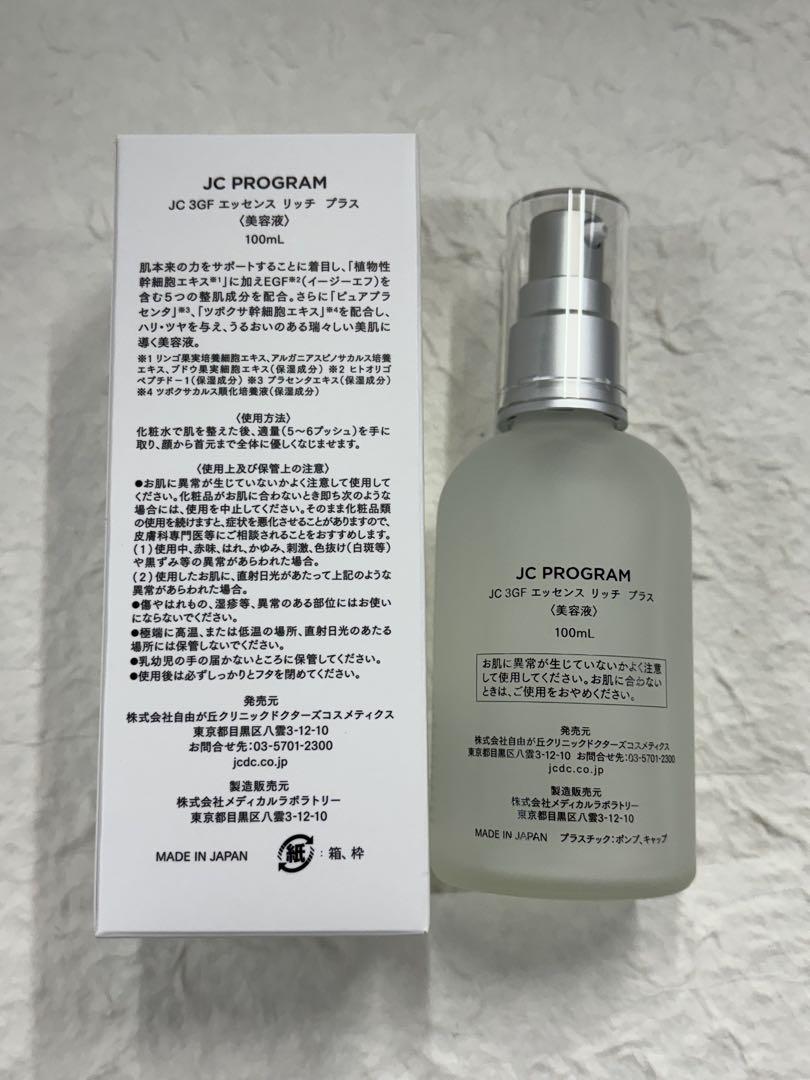 JC PROGRAM
JC 3GF エッセンス リッチ プラス
〈美容液〉
100mL
肌本来の力をサポートすることに着目し、「植物性
幹細胞エキス※1」に加えEGF※2(イージーエフ)を
含む5つの整肌成分を配合。さらに「ピュアプラ
センタ」※3、「ツボクサ幹細胞エキス」※4を配合し、
ハリ・ツヤを与え、うるおいのある瑞々しい美肌に
導く美容液。
※1 リンゴ果実培養細胞エキス、アルガニアスピノサカルス培養
エキス、ブドウ果実細胞エキス(保湿成分) ※2 ヒトオリゴ
ペプチド-1(保湿成分) ※3 プラセンタエキス(保湿成分)
※4 ツボクサカルス順化培養液(保湿成分)
〈使用方法〉
化粧水で肌を整えた後、適量(5〜6プッシュ)を手に
取り、顔から首元まで全体に優しくなじませます。
〈使用上及び保管上の注意〉
●お肌に異常が生じていないかよく注意して使用して
ください。化粧品がお肌に合わないとき即ち次のような
場合には、使用を中止してください。そのまま化粧品類
の使用を続けますと、症状を悪化させることがありますので、
皮膚科専門医等にご相談されることをおすすめします。
(1)使用中、赤味、はれ、かゆみ、刺激、色抜け(白斑等)
や黒ずみ等の異常があらわれた場合。
(2)使用したお肌に、直射日光があたって上記のような
異常があらわれた場合。
●傷やはれもの、湿疹等、異常のある部位にはお使い
にならないでください。
●極端に高温、または低温の場所、直射日光のあたる
場所には保管しないでください。
●乳幼児の手の届かないところに保管してください。
●使用後は必ずしっかりとフタを閉めてください。
発売元
株式会社自由が丘クリニックドクターズコスメティクス
東京都目黒区八雲3-12-10
お問合せ先:03-5701-2300
jcdc.co.jp
製造販売元
株式会社メディカルラボラトリー
東京都目黒区八雲3-12-10
MADE IN JAPAN 紙:箱、枠
JC PROGRAM
JC 3GF エッセンス リッチ プラス
〈美容液〉
100mL
お肌に異常が生じていないかよく注意
して使用してください。お肌に合わない
ときは、ご使用をおやめください。
発売元
株式会社自由が丘クリニックドクターズコスメティクス
東京都目黒区八雲3-12-10 お問合せ先:03-5701-2300
jcdc.co.jp
製造販売元
株式会社メディカルラボラトリー
東京都目黒区八雲3-12-10
MADE IN JAPAN プラスチック:ポンプ、キャップ